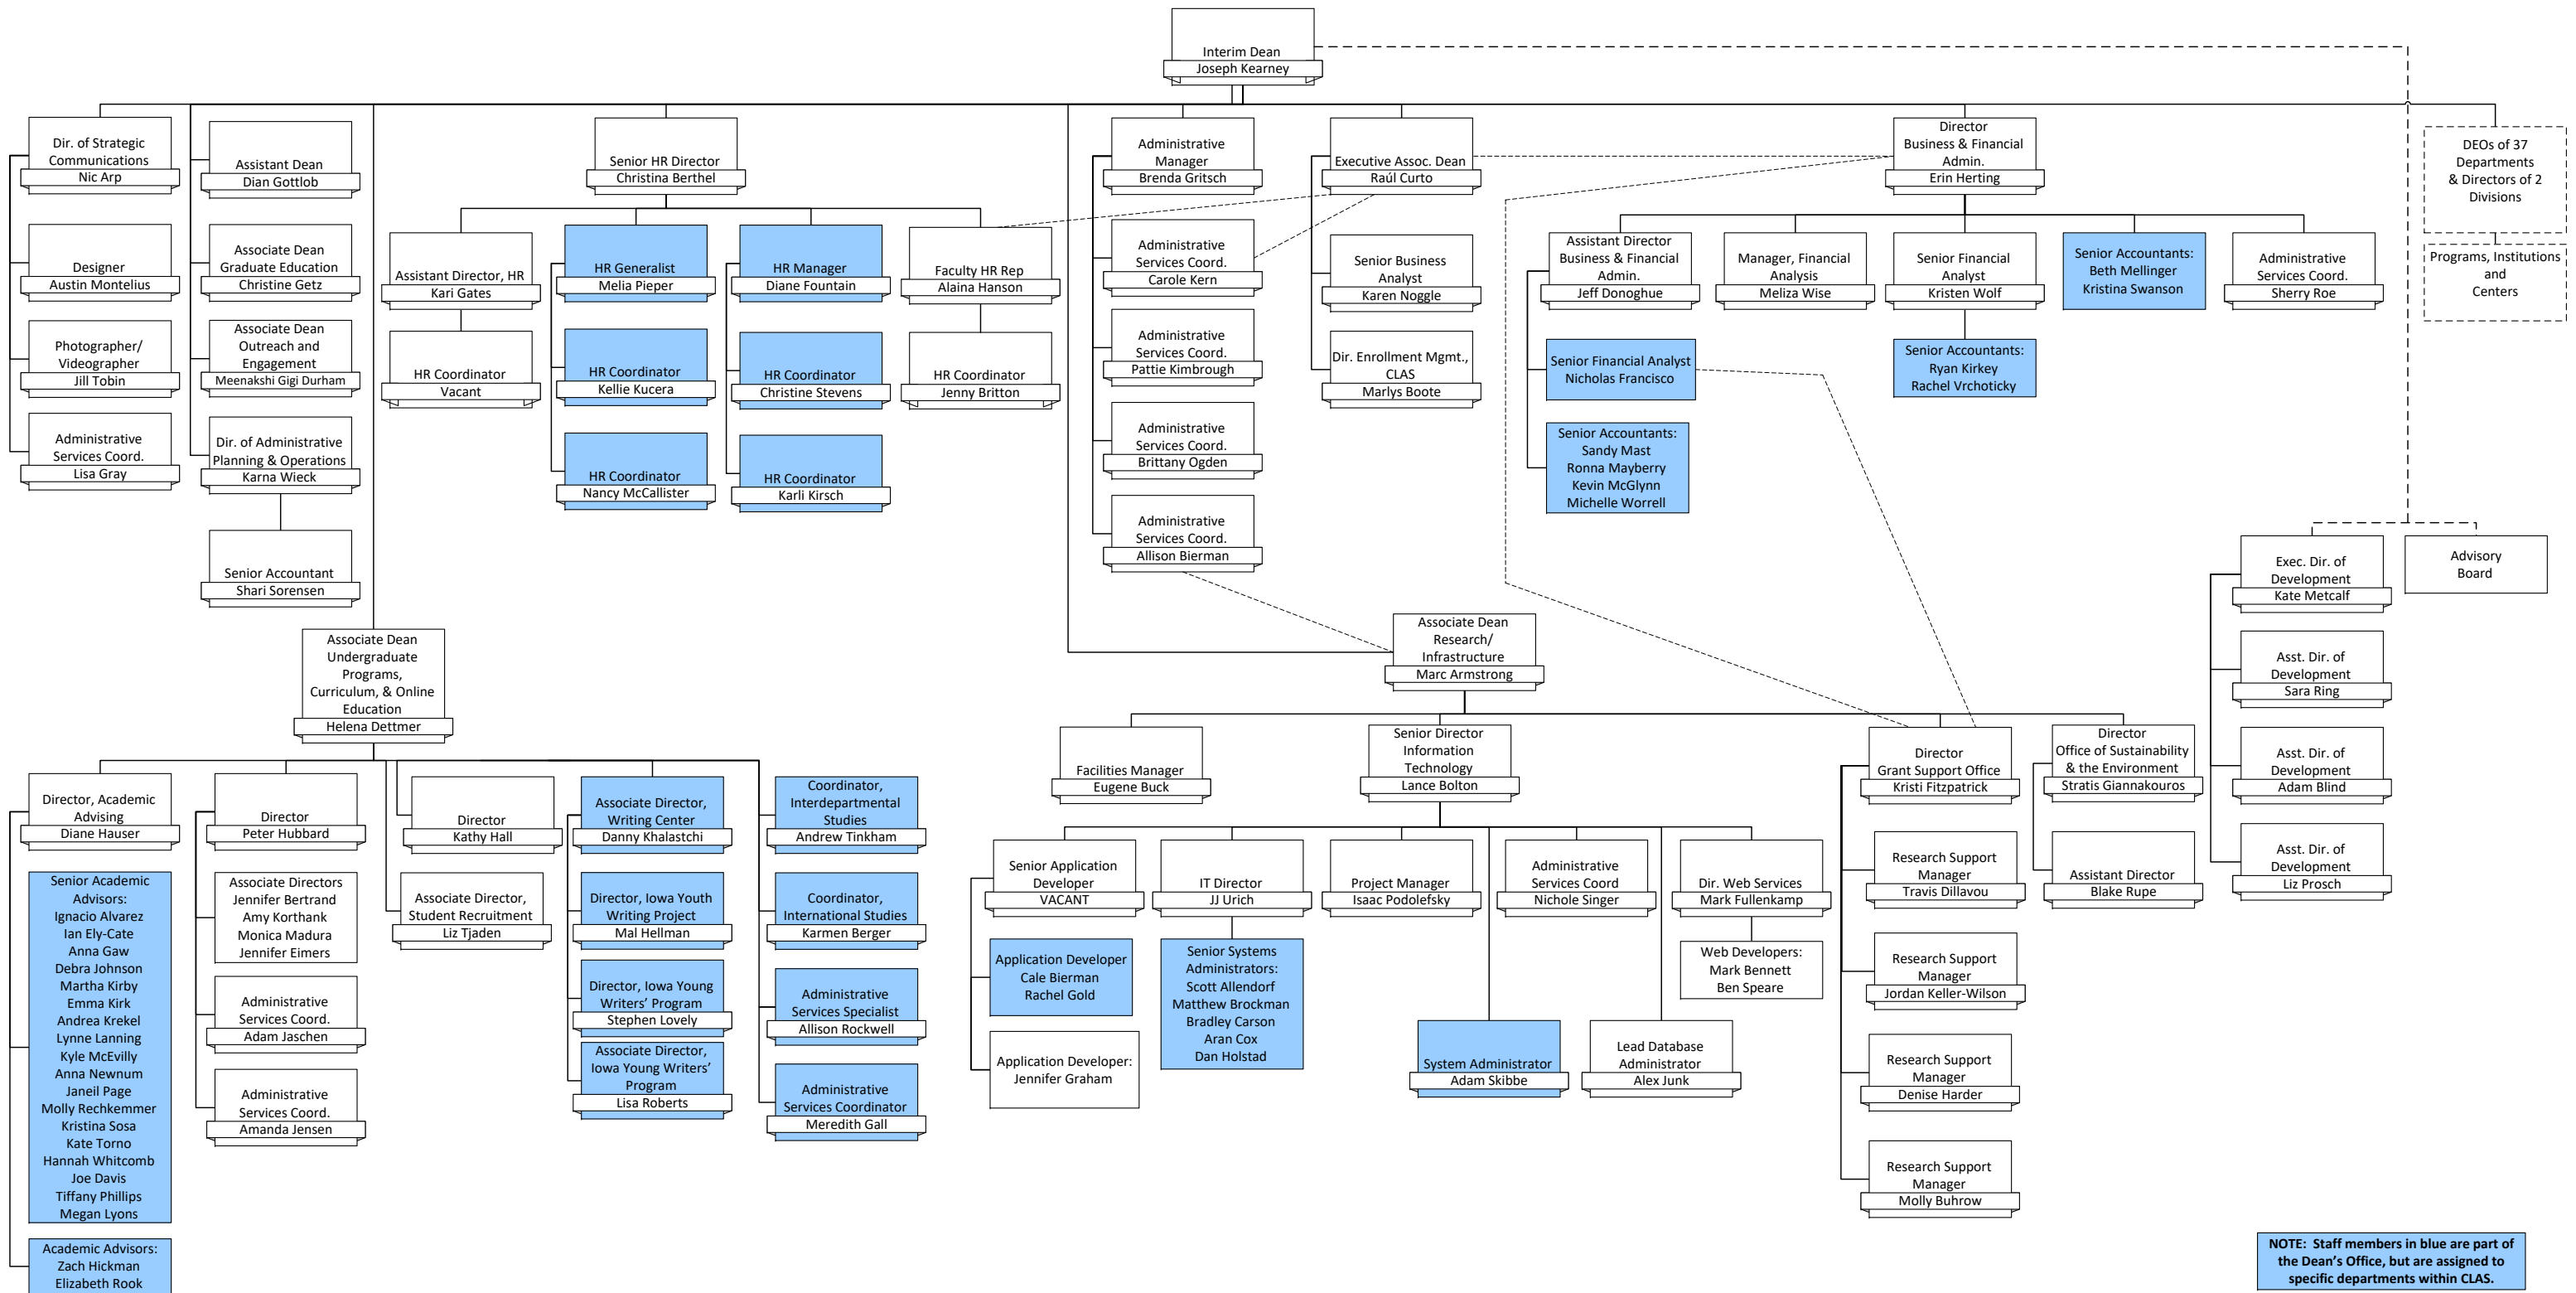 Interim Dean
Joseph Kearney
Dir. of Strategic
Communications
Nic Arp
Designer
Austin Montelius
Photographer/
Videographer
Jill Tobin
Administrative
Services Coord.
Lisa Gray
Assistant Dean
Dian Gottlob
Associate Dean
Graduate Education
Christine Getz
Associate Dean
Outreach and
Engagement
Meenakshi Gigi Durham
Dir. of Administrative
Planning & Operations
Karna Wieck
Senior Accountant
Shari Sorensen
Senior HR Director
Christina Berthel
Assistant Director, HR
Kari Gates
HR Coordinator
Vacant
HR Generalist
Melia Pieper
HR Coordinator
Kellie Kucera
HR Coordinator
Nancy McCallister
HR Manager
Diane Fountain
HR Coordinator
Christine Stevens
HR Coordinator
Karli Kirsch
Faculty HR Rep
Alaina Hanson
HR Coordinator
Jenny Britton
Administrative
Manager
Brenda Gritsch
Administrative
Services Coord.
Carole Kern
Administrative
Services Coord.
Pattie Kimbrough
Administrative
Services Coord.
Brittany Ogden
Administrative
Services Coord.
Allison Bierman
Executive Assoc. Dean
Raúl Curto
Senior Business
Analyst
Karen Noggle
Dir. Enrollment Mgmt.,
CLAS
Marlys Boote
Director
Business & Financial
Admin.
Erin Herting
Assistant Director
Business & Financial
Admin.
Jeff Donoghue
Senior Financial Analyst
Nicholas Francisco
Senior Accountants:
Sandy Mast
Ronna Mayberry
Kevin McGlynn
Michelle Worrell
Manager, Financial
Analysis
Meliza Wise
Senior Financial
Analyst
Kristen Wolf
Senior Accountants:
Ryan Kirkey
Rachel Vrchoticky
Senior Accountants:
Beth Mellinger
Kristina Swanson
Administrative
Services Coord.
Sherry Roe
DEOs of 37
Departments
& Directors of 2
Divisions
Programs, Institutions
and
Centers
Exec. Dir. of
Development
Kate Metcalf
Advisory
Board
Asst. Dir. of
Development
Sara Ring
Asst. Dir. of
Development
Adam Blind
Asst. Dir. of
Development
Liz Prosch
Associate Dean
Undergraduate
Programs,
Curriculum, & Online
Education
Helena Dettmer
Director, Academic
Advising
Diane Hauser
Senior Academic
Advisors:
Ignacio Alvarez
Ian Ely-Cate
Anna Gaw
Debra Johnson
Martha Kirby
Emma Kirk
Andrea Krekel
Lynne Lanning
Kyle McEvilly
Anna Newnum
Janeil Page
Molly Rechkemmer
Kristina Sosa
Kate Torno
Hannah Whitcomb
Joe Davis
Tiffany Phillips
Megan Lyons
Academic Advisors:
Zach Hickman
Elizabeth Rook
Director
Peter Hubbard
Associate Directors
Jennifer Bertrand
Amy Korthank
Monica Madura
Jennifer Eimers
Administrative
Services Coord.
Adam Jaschen
Administrative
Services Coord.
Amanda Jensen
Director
Kathy Hall
Associate Director,
Student Recruitment
Liz Tjaden
Associate Director,
Writing Center
Danny Khalastchi
Director, Iowa Youth
Writing Project
Mal Hellman
Director, Iowa Young
Writers' Program
Stephen Lovely
Associate Director,
Iowa Young Writers'
Program
Lisa Roberts
Coordinator,
Interdepartmental
Studies
Andrew Tinkham
Coordinator,
International Studies
Karmen Berger
Administrative
Services Specialist
Allison Rockwell
Administrative
Services Coordinator
Meredith Gall
Associate Dean
Research/
Infrastructure
Marc Armstrong
Facilities Manager
Eugene Buck
Senior Director
Information
Technology
Lance Bolton
Senior Application
Developer
VACANT
Application Developer
Cale Bierman
Rachel Gold
Application Developer:
Jennifer Graham
IT Director
JJ Urich
Senior Systems
Administrators:
Scott Allendorf
Matthew Brockman
Bradley Carson
Aran Cox
Dan Holstad
Project Manager
Isaac Podolefsky
System Administrator
Adam Skibbe
Administrative
Services Coord
Nichole Singer
Lead Database
Administrator
Alex Junk
Dir. Web Services
Mark Fullenkamp
Web Developers:
Mark Bennett
Ben Speare
Director
Grant Support Office
Kristi Fitzpatrick
Research Support
Manager
Travis Dillavou
Research Support
Manager
Jordan Keller-Wilson
Research Support
Manager
Denise Harder
Research Support
Manager
Molly Buhrow
Director
Office of Sustainability
& the Environment
Stratis Giannakouros
Assistant Director
Blake Rupe
NOTE: Staff members in blue are part of
the Dean's Office, but are assigned to
specific departments within CLAS.